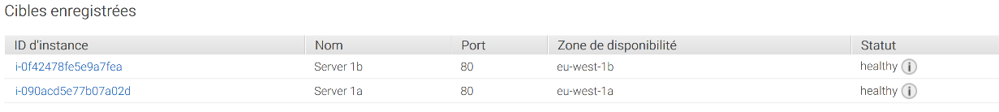 Cibles enregistrées
ID d'instance Nom Port Zone de disponibilité Statut
i-0f42478fe5e9a7fea Server 1b 80 eu-west-1b healthy i
i-090acd5e77b07a02d Server 1a 80 eu-west-1a healthy i